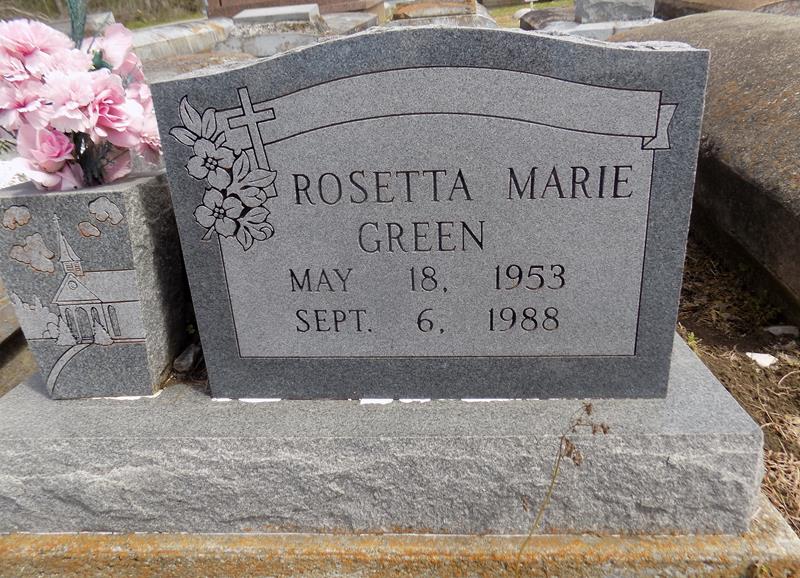 ROSETTA MARIE
GREEN
MAY 18, 1953
SEPT. 6, 1988